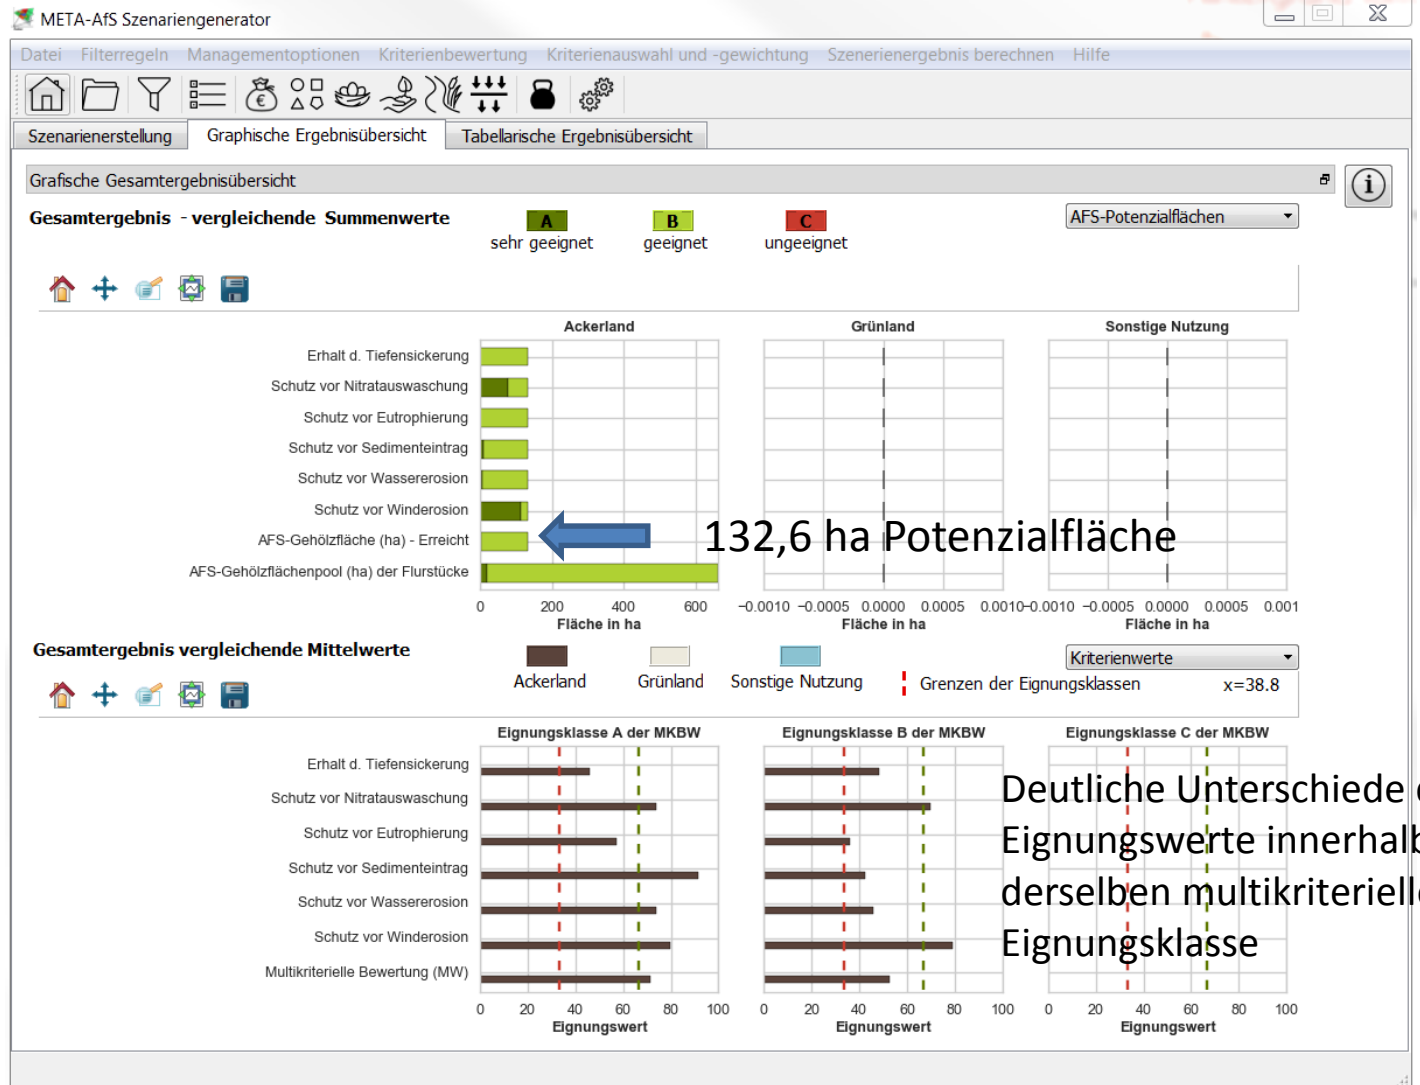 META-AfS Szenariengenerator
Datei Filterregeln Managementoptionen Kriterienbewertung Kriterienauswahl und -gewichtung Szenerienergebnis berechnen Hilfe
Szenarienerstellung Graphische Ergebnisübersicht Tabellarische Ergebnisübersicht
Grafische Gesamtergebnisübersicht
Gesamtergebnis - vergleichende Summenwerte
A B C
sehr geeignet geeignet ungeeignet
AFS-Potenzialflächen
Ackerland Grünland Sonstige Nutzung
Erhalt d. Tiefensickerung
Schutz vor Nitratauswaschung
Schutz vor Eutrophierung
Schutz vor Sedimenteintrag
Schutz vor Wassererosion
Schutz vor Winderosion
AFS-Gehölzfläche (ha) - Erreicht
132,6 ha Potenzialfläche
AFS-Gehölzflächenpool (ha) der Flurstücke
0 200 400 600 −0.0010 −0.0005 0.0000 0.0005 0.0010 −0.0010 −0.0005 0.0000 0.0005 0.001
Fläche in ha Fläche in ha Fläche in ha
Gesamtergebnis vergleichende Mittelwerte
Kriterienwerte
Ackerland Grünland Sonstige Nutzung Grenzen der Eignungsklassen x=38.8
Eignungsklasse A der MKBW Eignungsklasse B der MKBW Eignungsklasse C der MKBW
Erhalt d. Tiefensickerung
Schutz vor Nitratauswaschung
Schutz vor Eutrophierung
Schutz vor Sedimenteintrag
Schutz vor Wassererosion
Schutz vor Winderosion
Multikriterielle Bewertung (MW)
Deutliche Unterschiede
Eignungswerte innerhalb
derselben multikriterielle
Eignungsklasse
0 20 40 60 80 100 0 20 40 60 80 100 0 20 40 60 80 100
Eignungswert Eignungswert Eignungswert